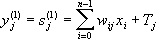 y_j^{(1)} = s_j^{(1)} = \sum_{i=0}^{n-1} w_{ij} x_i + T_j